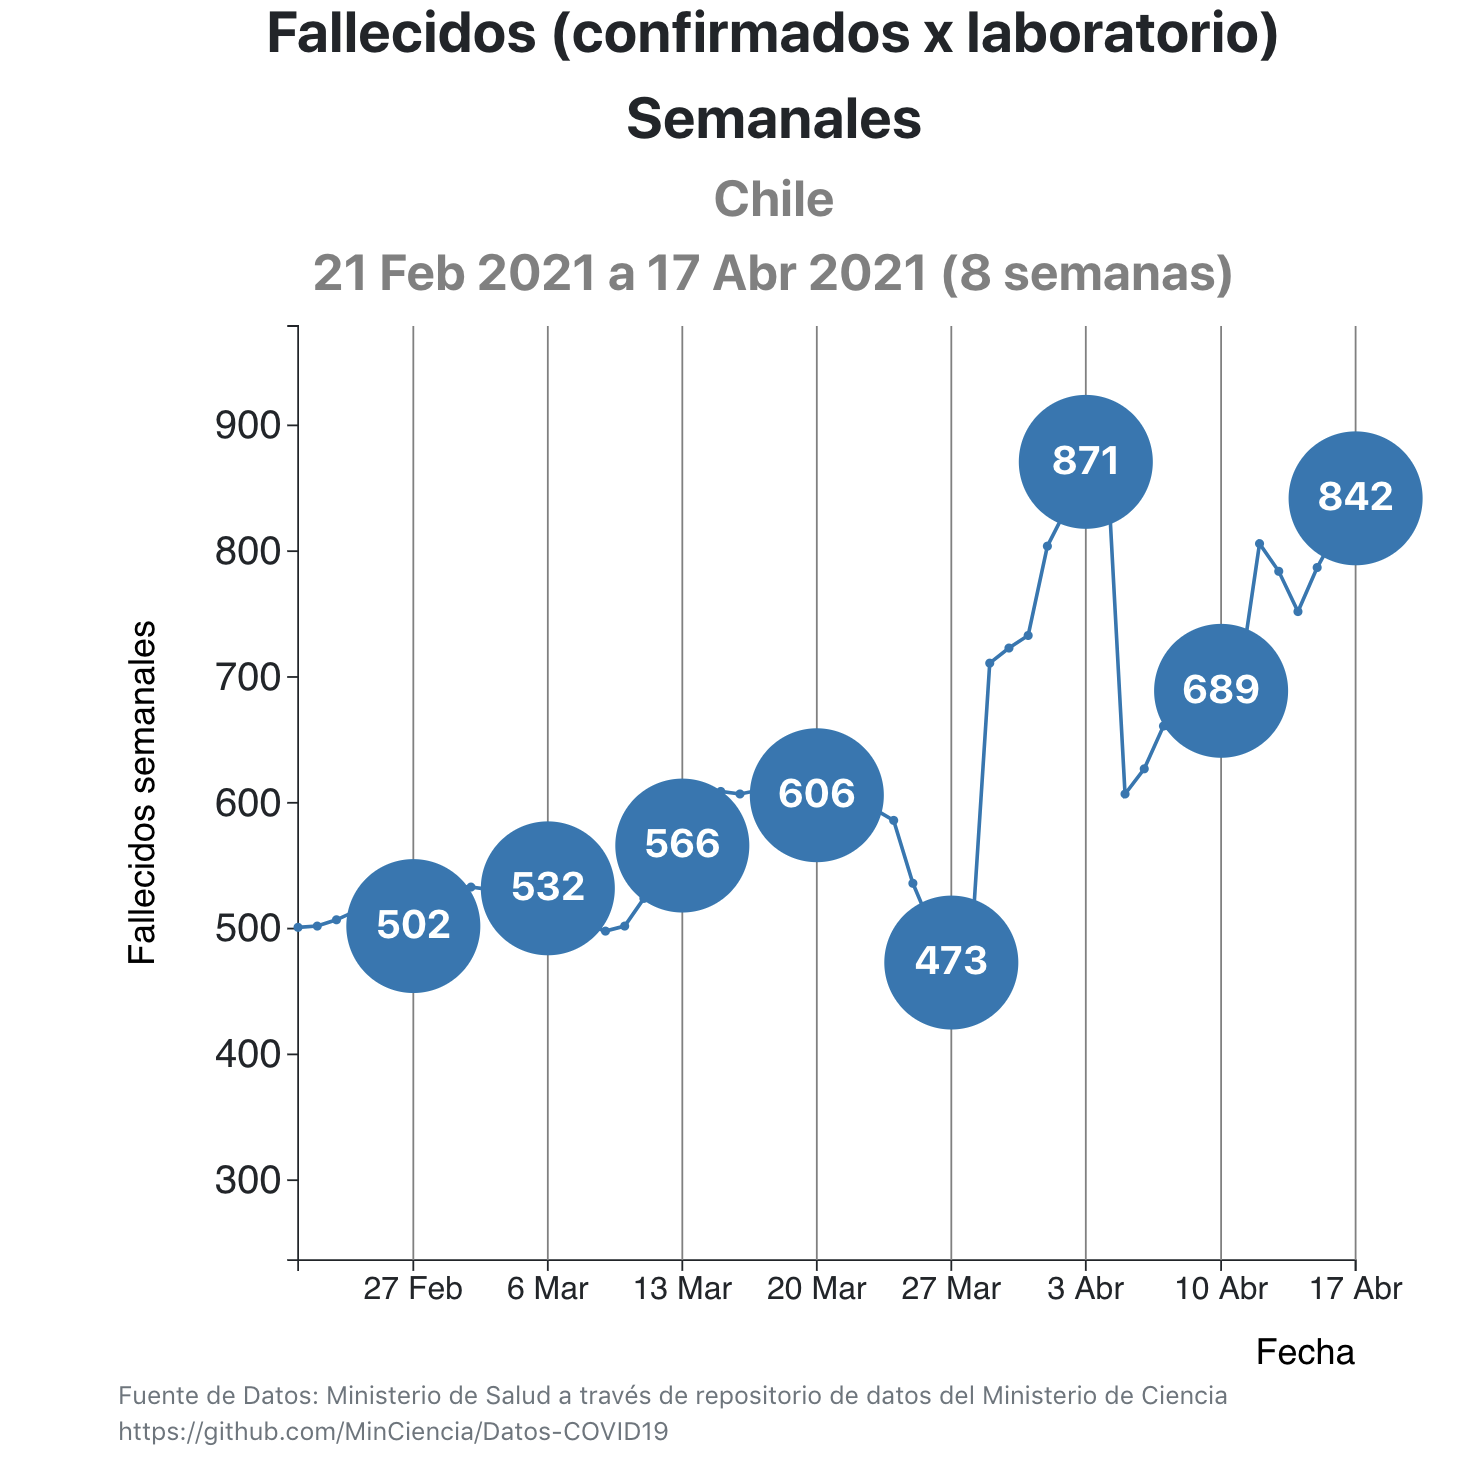 Fallecidos (confirmados x laboratorio)
Semanales
Chile
21 Feb 2021 a 17 Abr 2021 (8 semanas)
900
800
700
600
500
400
300
Fallecidos semanales
502
532
566
606
473
871
689
842
27 Feb
6 Mar
13 Mar
20 Mar
27 Mar
3 Abr
10 Abr
17 Abr
Fecha
Fuente de Datos: Ministerio de Salud a través de repositorio de datos del Ministerio de Ciencia
https://github.com/MinCiencia/Datos-COVID19